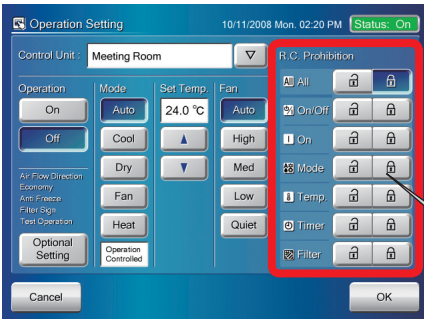 Operation Setting
10/11/2008 Mon. 02:20 PM
Status: On
Control Unit :
Meeting Room
R.C. Prohibition
Operation
On
Off
Air Flow Direction
Economy
Anti Freeze
Filter Sign
Test Operation
Optional
Setting
Mode
Auto
Cool
Dry
Fan
Heat
Operation
Controlled
Set Temp.
24.0 °C
Fan
Auto
High
Med
Low
Quiet
All All
On/Off
On
Mode
Temp.
Timer
Filter
Cancel
OK